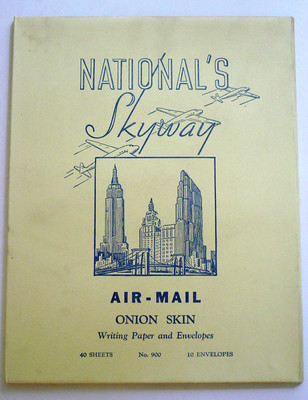 NATIONAL'S
Skyway
AIR-MAIL
ONION SKIN
Writing Paper and Envelopes
40 SHEETS No. 900 10 ENVELOPES